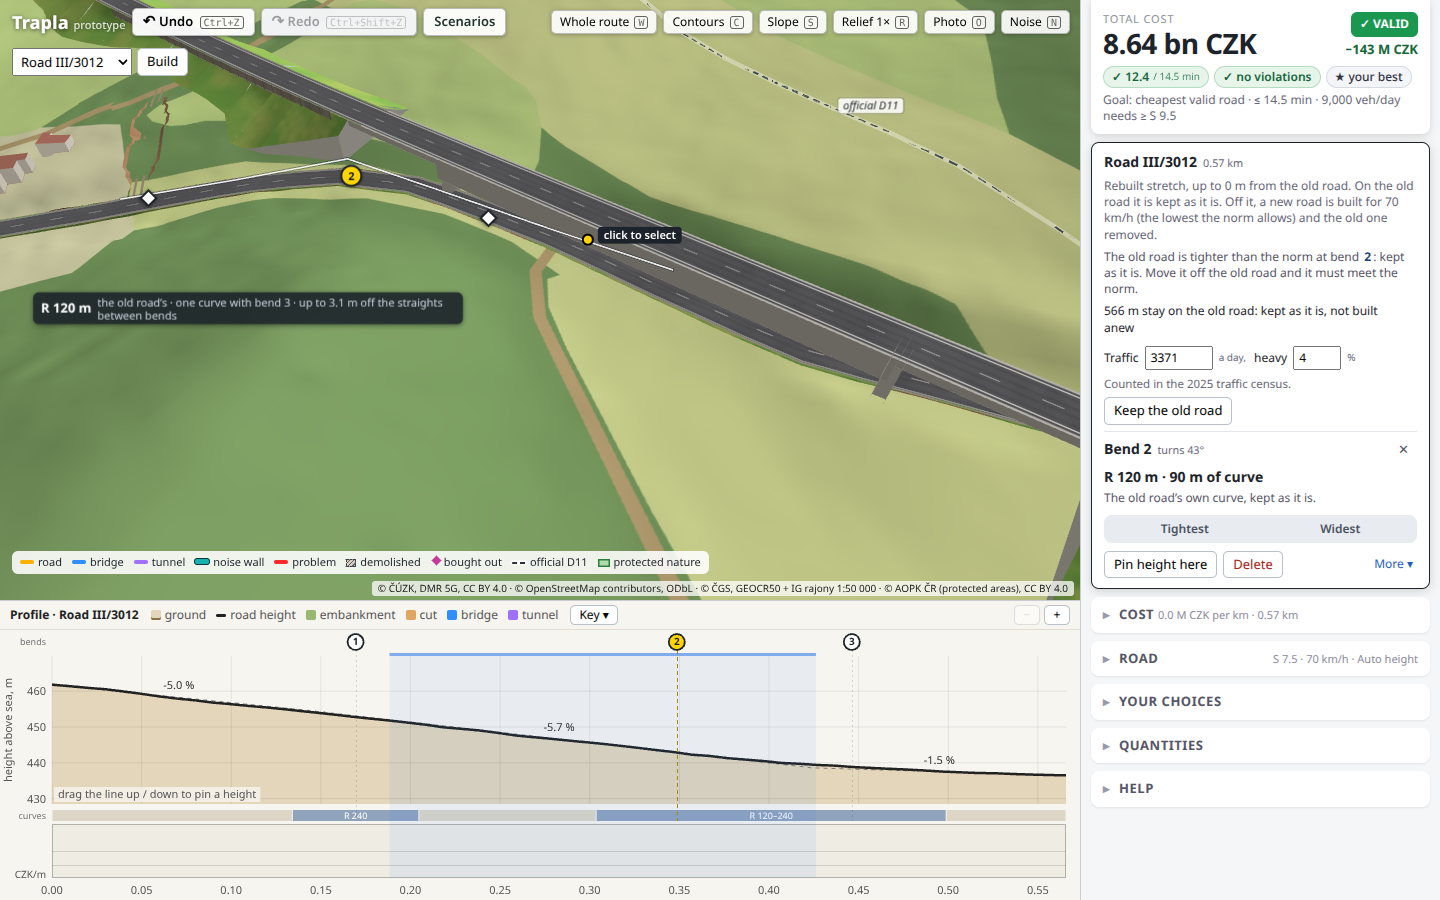 Trapla prototype
↶ Undo Ctrl+Z
↷ Redo Ctrl+Shift+Z
Scenarios
Whole route W
Contours C
Slope S
Relief 1× R
Photo O
Noise N
Road III/3012
Build
official D11
2
click to select
R 120 m the old road's · one curve with bend 3 · up to 3.1 m off the straights
between bends
road bridge tunnel noise wall problem demolished bought out official D11 protected nature
© ČÚZK, DMR 5G, CC BY 4.0 · © OpenStreetMap contributors, ODbL · © ČGS, GEOCR50 + IG rajony 1:50 000 · © AOPK ČR (protected areas), CC BY 4.0
Profile · Road III/3012 ground road height embankment cut bridge tunnel Key ▾ − +
bends 1 2 3
height above sea, m
460
450
440
430
-5.0 %
-5.7 %
-1.5 %
drag the line up / down to pin a height
curves R 240 R 120–240
CZK/m
0.00 0.05 0.10 0.15 0.20 0.25 0.30 0.35 0.40 0.45 0.50 0.55
TOTAL COST
✓ VALID
8.64 bn CZK
−143 M CZK
✓ 12.4 / 14.5 min
✓ no violations
★ your best
Goal: cheapest valid road · ≤ 14.5 min · 9,000 veh/day
needs ≥ S 9.5
Road III/3012 0.57 km
Rebuilt stretch, up to 0 m from the old road. On the old
road it is kept as it is. Off it, a new road is built for 70
km/h (the lowest the norm allows) and the old one
removed.
The old road is tighter than the norm at bend 2: kept
as it is. Move it off the old road and it must meet the
norm.
566 m stay on the old road: kept as it is, not built
anew
Traffic 3371 a day, heavy 4 %
Counted in the 2025 traffic census.
Keep the old road
Bend 2 turns 43° ✕
R 120 m · 90 m of curve
The old road's own curve, kept as it is.
Tightest Widest
Pin height here Delete More ▾
▸ COST 0.0 M CZK per km · 0.57 km
▸ ROAD S 7.5 · 70 km/h · Auto height
▸ YOUR CHOICES
▸ QUANTITIES
▸ HELP